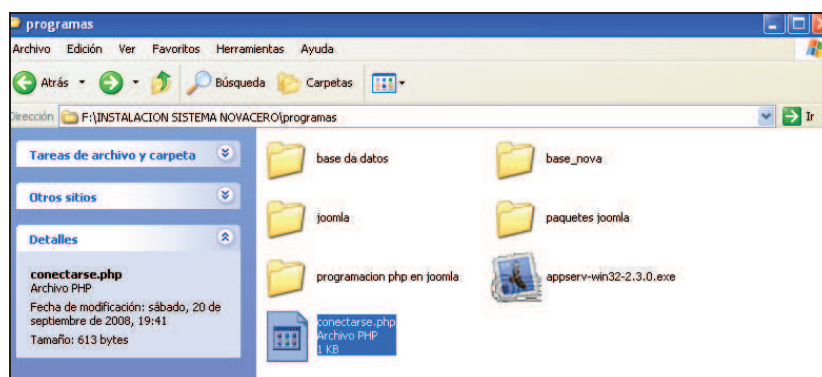 programas
Archivo Edición Ver Favoritos Herramientas Ayuda
Atrás Búsqueda Carpetas
Dirección F:\INSTALACION SISTEMA NOVACERO\programas Ir
Tareas de archivo y carpeta
Otros sitios
Detalles
conectarse.php
Archivo PHP
Fecha de modificación: sábado, 20 de
septiembre de 2008, 19:41
Tamaño: 613 bytes
base da datos
base_nova
joomla
paquetes joomla
programacion php en joomla
appserv-win32-2.3.0.exe
conectarse.php
Archivo PHP
1 KB